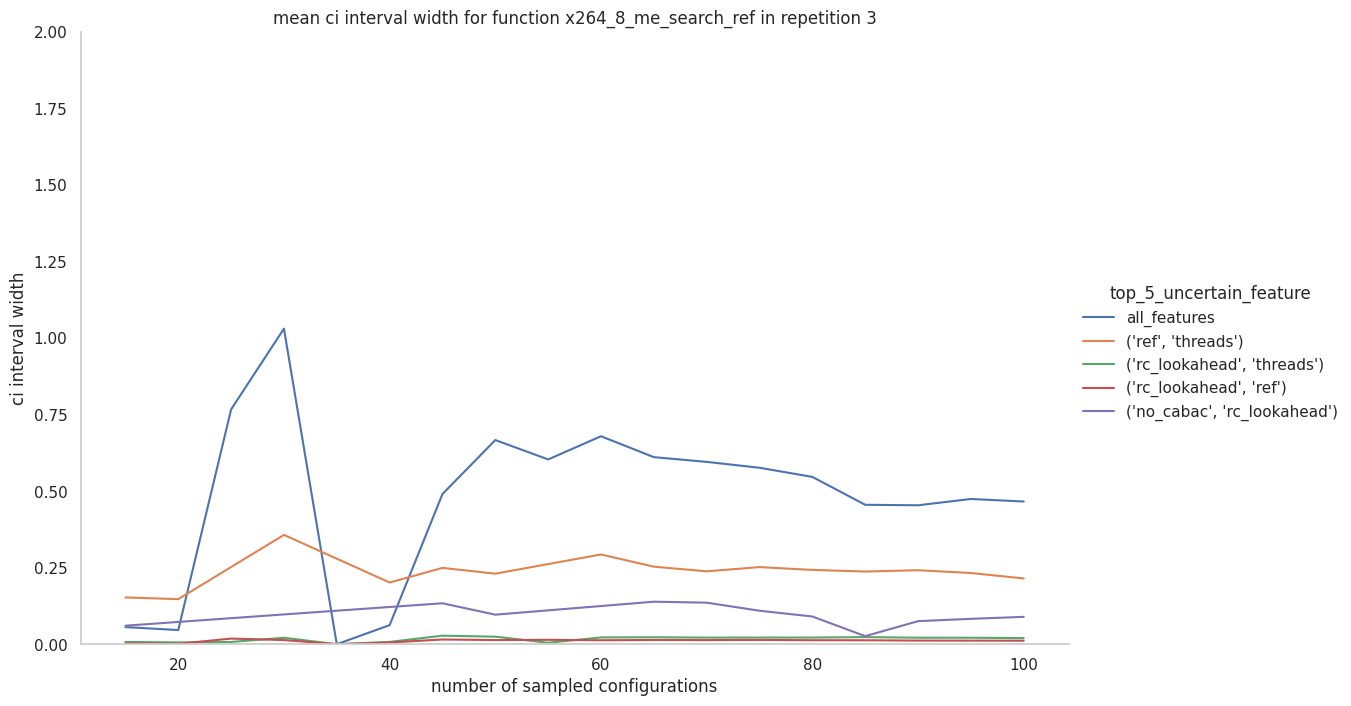 mean ci interval width for function x264_8_me_search_ref in repetition 3
2.00
1.75
1.50
1.25
1.00
0.75
0.50
0.25
0.00
ci interval width
20
40
60
80
100
number of sampled configurations
top_5_uncertain_feature
all_features
('ref', 'threads')
('rc_lookahead', 'threads')
('rc_lookahead', 'ref')
('no_cabac', 'rc_lookahead')